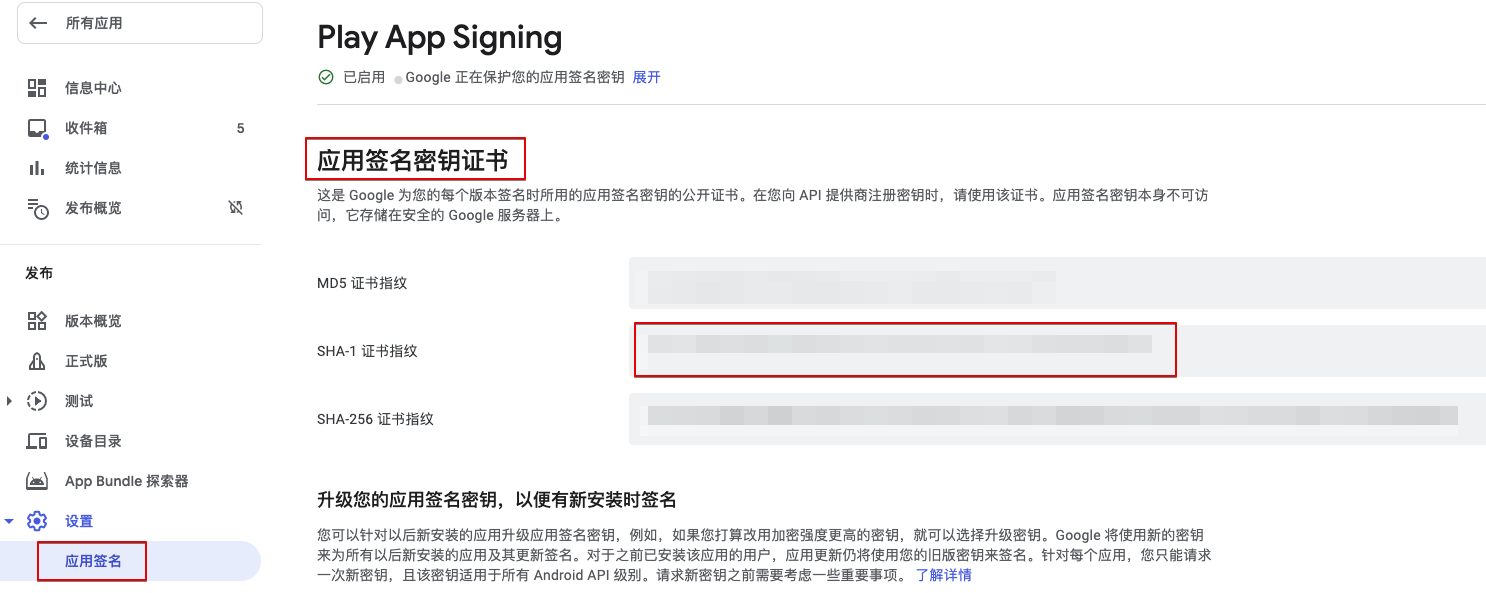 所有应用
信息中心
收件箱 5
统计信息
发布概览
发布
版本概览
正式版
测试
设备目录
App Bundle 探索器
设置
应用签名
Play App Signing
已启用 Google 正在保护您的应用签名密钥 展开
应用签名密钥证书
这是 Google 为您的每个版本签名时所用的应用签名密钥的公开证书。在您向 API 提供商注册密钥时，请使用该证书。应用签名密钥本身不可访
问，它存储在安全的 Google 服务器上。
MD5 证书指纹
SHA-1 证书指纹
SHA-256 证书指纹
升级您的应用签名密钥，以便有新安装时签名
您可以针对以后新安装的应用升级应用签名密钥，例如，如果您打算改用加密强度更高的密钥，就可以选择升级密钥。Google 将使用新的密钥
来为所有以后新安装的应用及其更新签名。对于之前已安装该应用的用户，应用更新仍将使用您的旧版密钥来签名。针对每个应用，您只能请求
一次新密钥，且该密钥适用于所有 Android API 级别。请求新密钥之前需要考虑一些重要事项。 了解详情